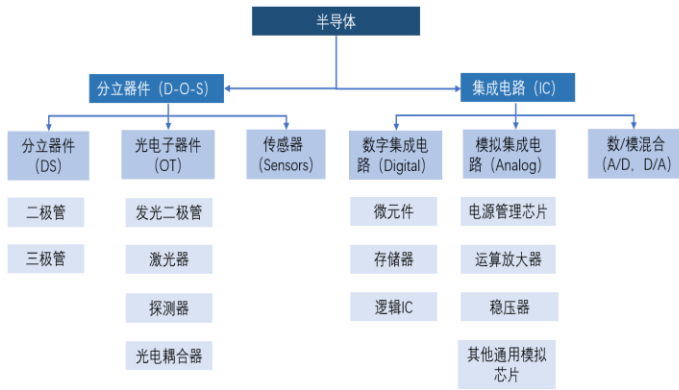 半导体
分立器件（D-O-S）
集成电路（IC）
分立器件
（DS）
光电子器件
（OT）
传感器
（Sensors）
数字集成电
路（Digital）
模拟集成电
路（Analog）
数/模混合
（A/D、D/A）
二极管
发光二极管
微元件
电源管理芯片
三极管
激光器
存储器
运算放大器
探测器
逻辑IC
稳压器
光电耦合器
其他通用模拟
芯片